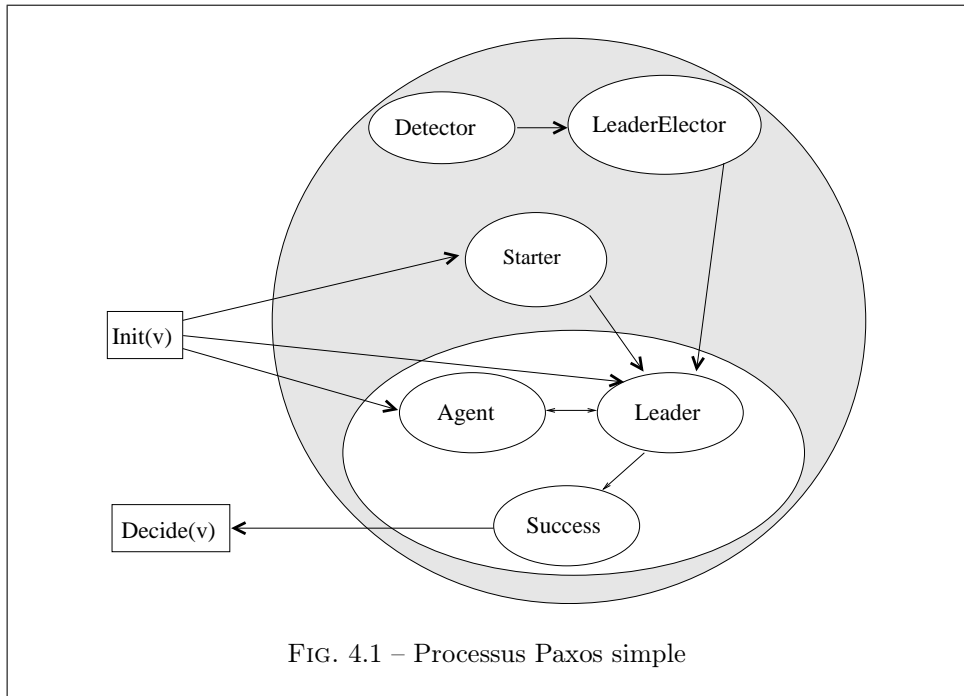 Detector
LeaderElector
Starter
Init(v)
Agent
Leader
Success
Decide(v)
FIG. 4.1 – Processus Paxos simple